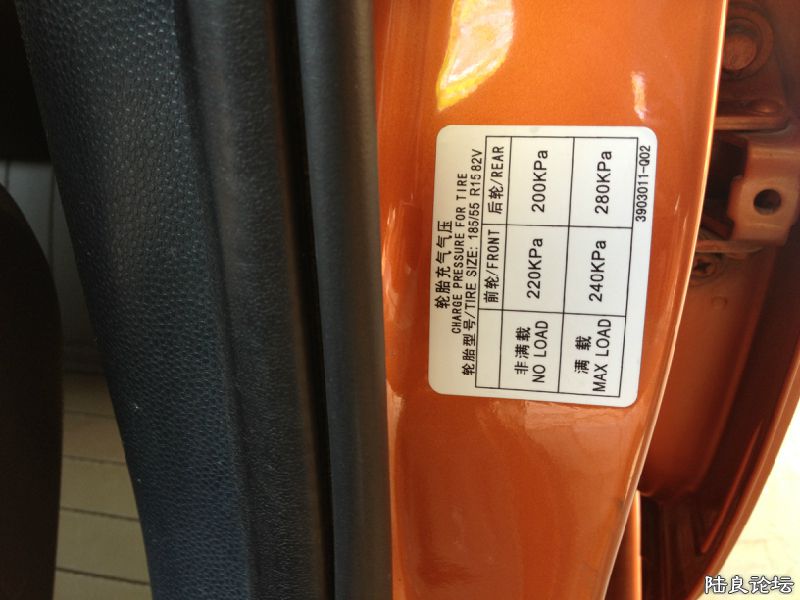 轮胎充气气压
CHARGE PRESSURE FOR TIRE
轮胎型号/TIRE SIZE: 185/55 R15 82V
前轮/FRONT 后轮/REAR
非满载 NO LOAD 220KPa 200KPa
满载 MAX LOAD 240KPa 280KPa
3903011-Q02
陆良论坛